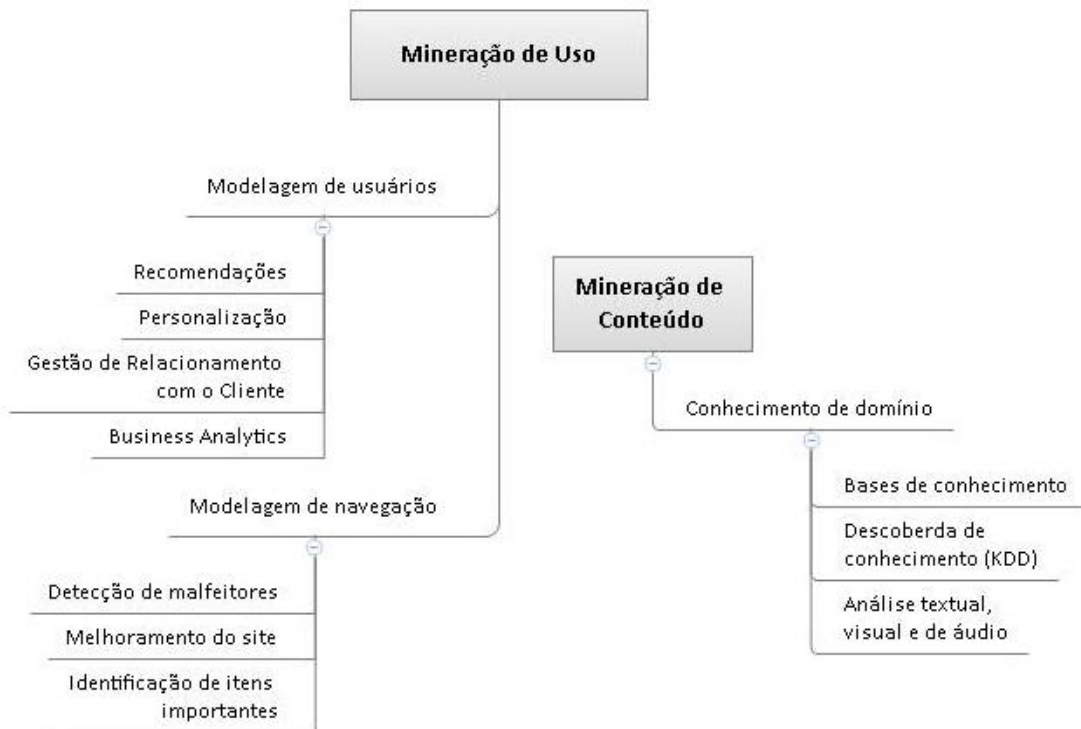 Mineração de Uso
Modelagem de usuários
Recomendações
Personalização
Gestão de Relacionamento
com o Cliente
Business Analytics
Modelagem de navegação
Detecção de malfeitores
Melhoramento do site
Identificação de itens
importantes
Mineração de
Conteúdo
Conhecimento de domínio
Bases de conhecimento
Descoberda de
conhecimento (KDD)
Análise textual,
visual e de áudio